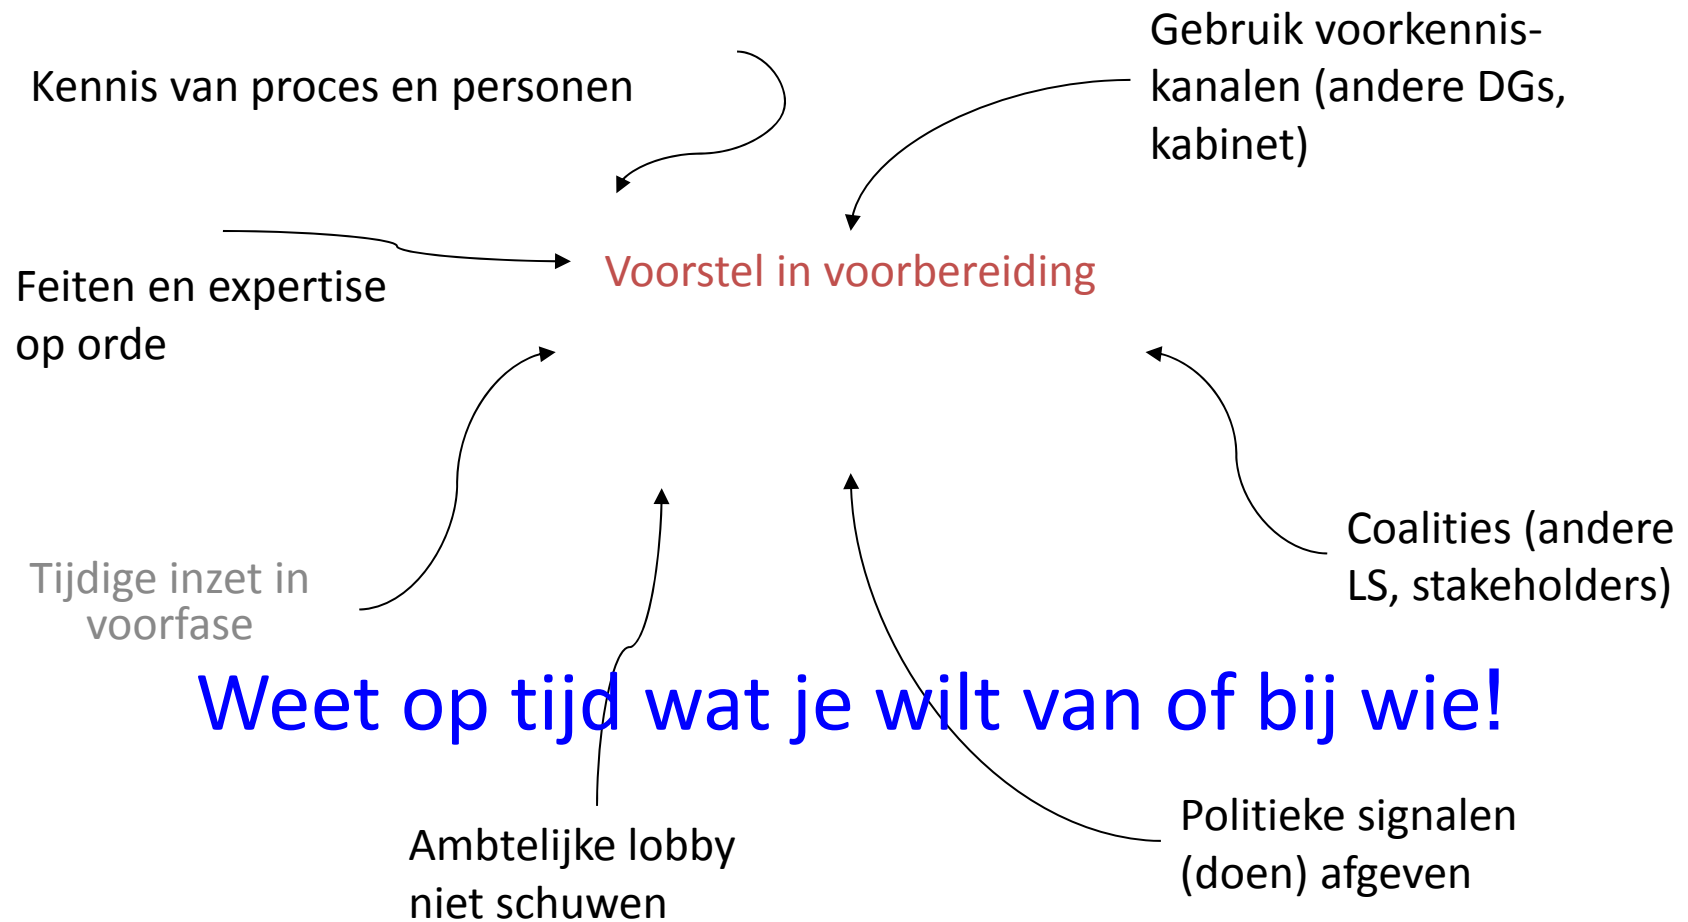 Kennis van proces en personen
Gebruik voorkennis-
kanalen (andere DGs,
kabinet)
Feiten en expertise
op orde
Voorstel in voorbereiding
Tijdige inzet in
voorfase
Coalities (andere
LS, stakeholders)
Weet op tijd wat je wilt van of bij wie!
Ambtelijke lobby
niet schuwen
Politieke signalen
(doen) afgeven